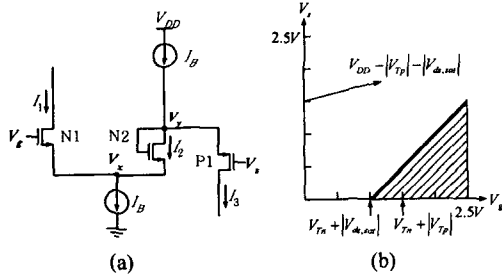 V_DD
I_B
I_1
V_y
V_g
N1
N2
I_2
P1
V_s
V_x
I_3
I_B
(a)
V_s
2.5V
V_DD − |V_Tp| − |V_ds,sat|
V_g
2.5V
V_Tn + |V_ds,sat|
V_Tn + |V_Tp|
(b)